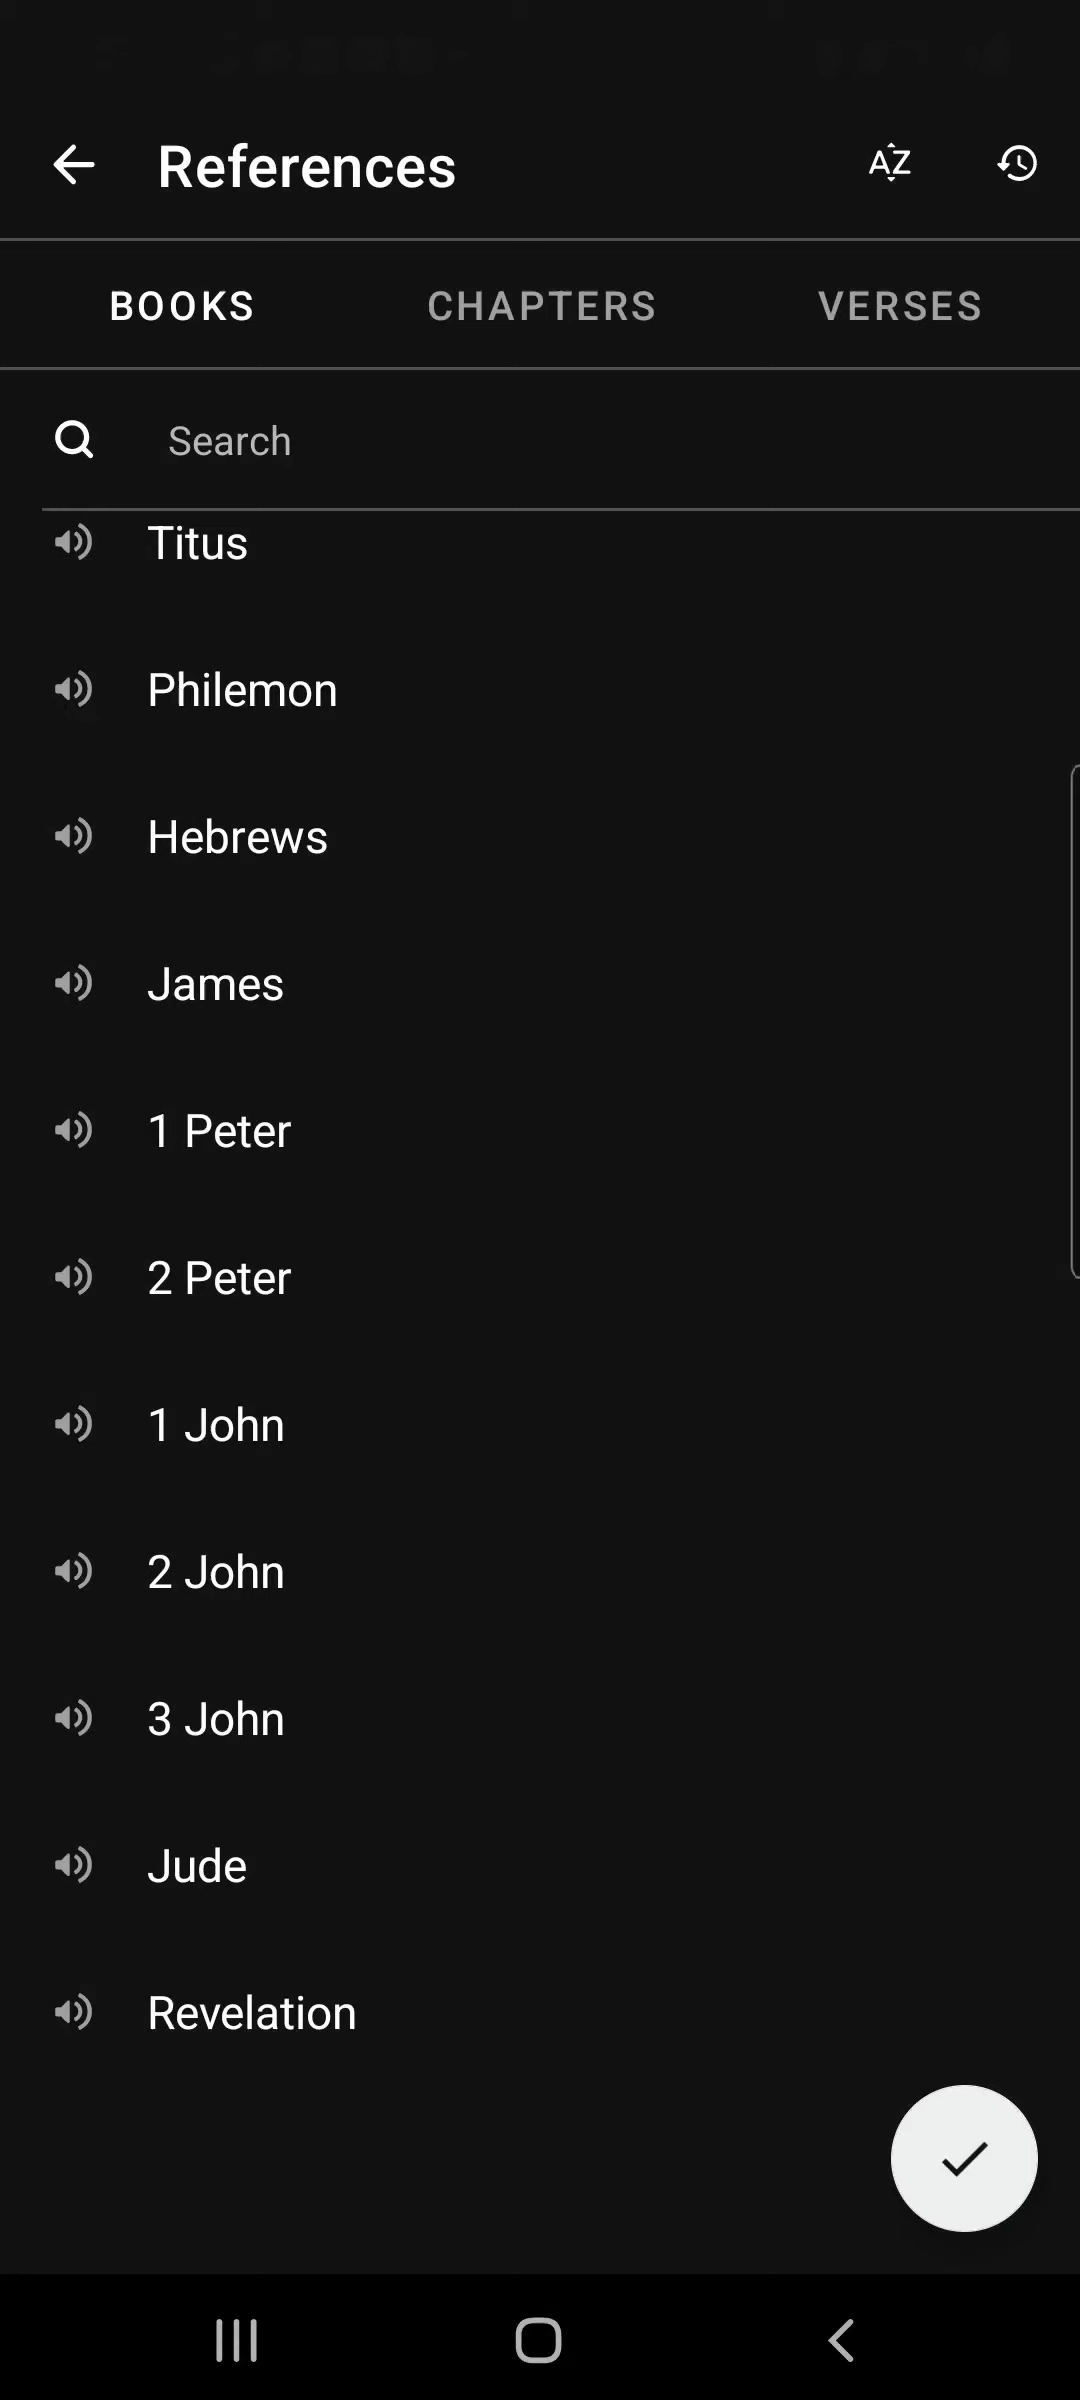 References
AZ
BOOKS CHAPTERS VERSES
Search
Titus
Philemon
Hebrews
James
1 Peter
2 Peter
1 John
2 John
3 John
Jude
Revelation